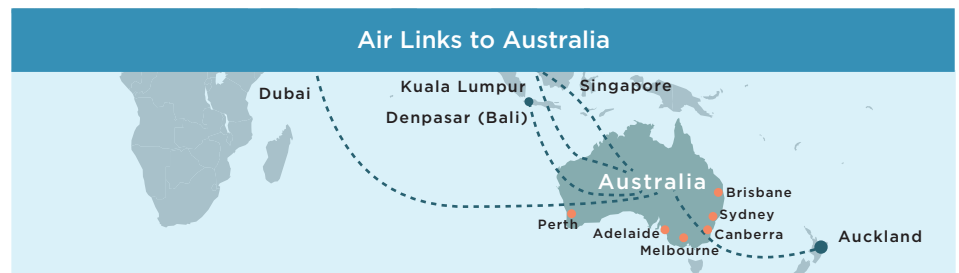 Air Links to Australia
Dubai
Kuala Lumpur
Singapore
Denpasar (Bali)
Australia
Brisbane
Sydney
Perth
Adelaide
Canberra
Auckland
Melbourne